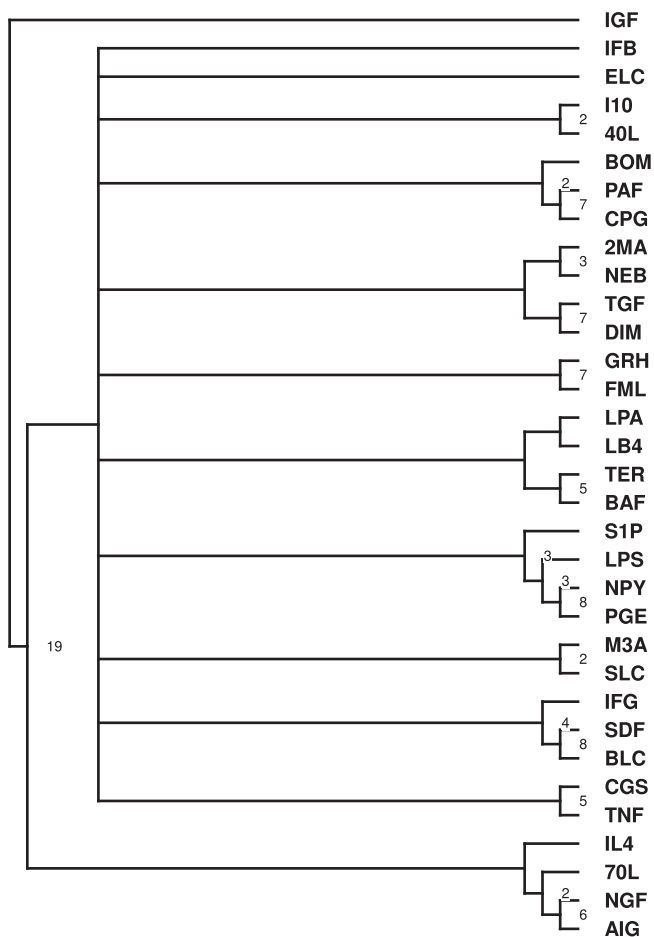 IGF
IFB
ELC
I10
2
40L
BOM
2
PAF
7
CPG
2MA
3
NEB
TGF
7
DIM
GRH
7
FML
LPA
LB4
TER
5
BAF
S1P
3
LPS
3
NPY
8
PGE
M3A
19
2
SLC
IFG
4
SDF
8
BLC
CGS
5
TNF
IL4
70L
2
NGF
6
AIG